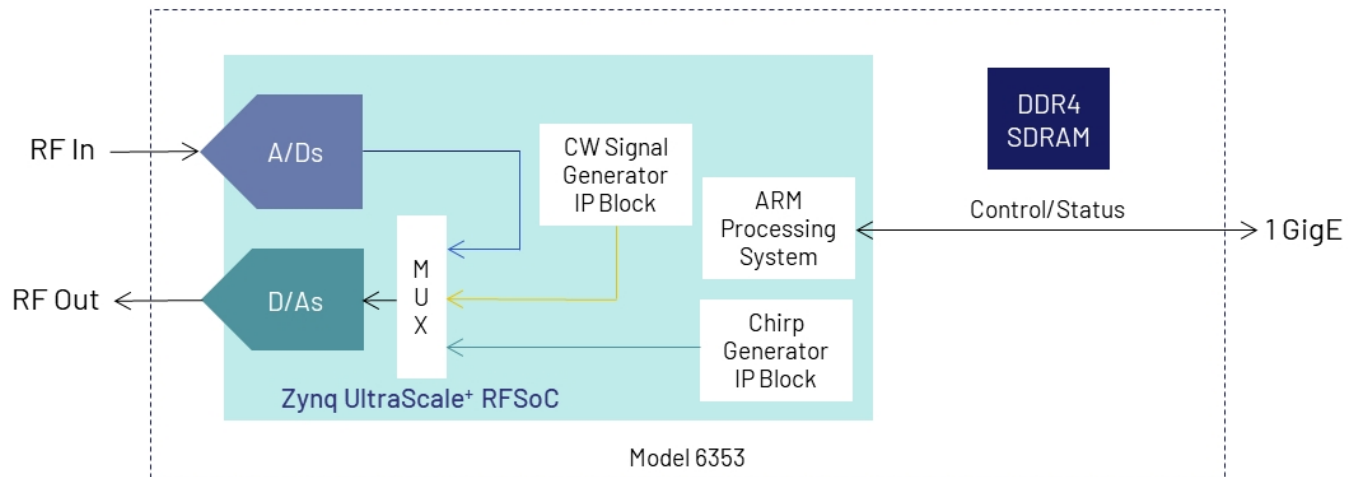 RF In
A/Ds
CW Signal
Generator
IP Block
DDR4
SDRAM
ARM
Processing
System
Control/Status
1 GigE
RF Out
D/As
M
U
X
Chirp
Generator
IP Block
Zynq UltraScale⁺ RFSoC
Model 6353